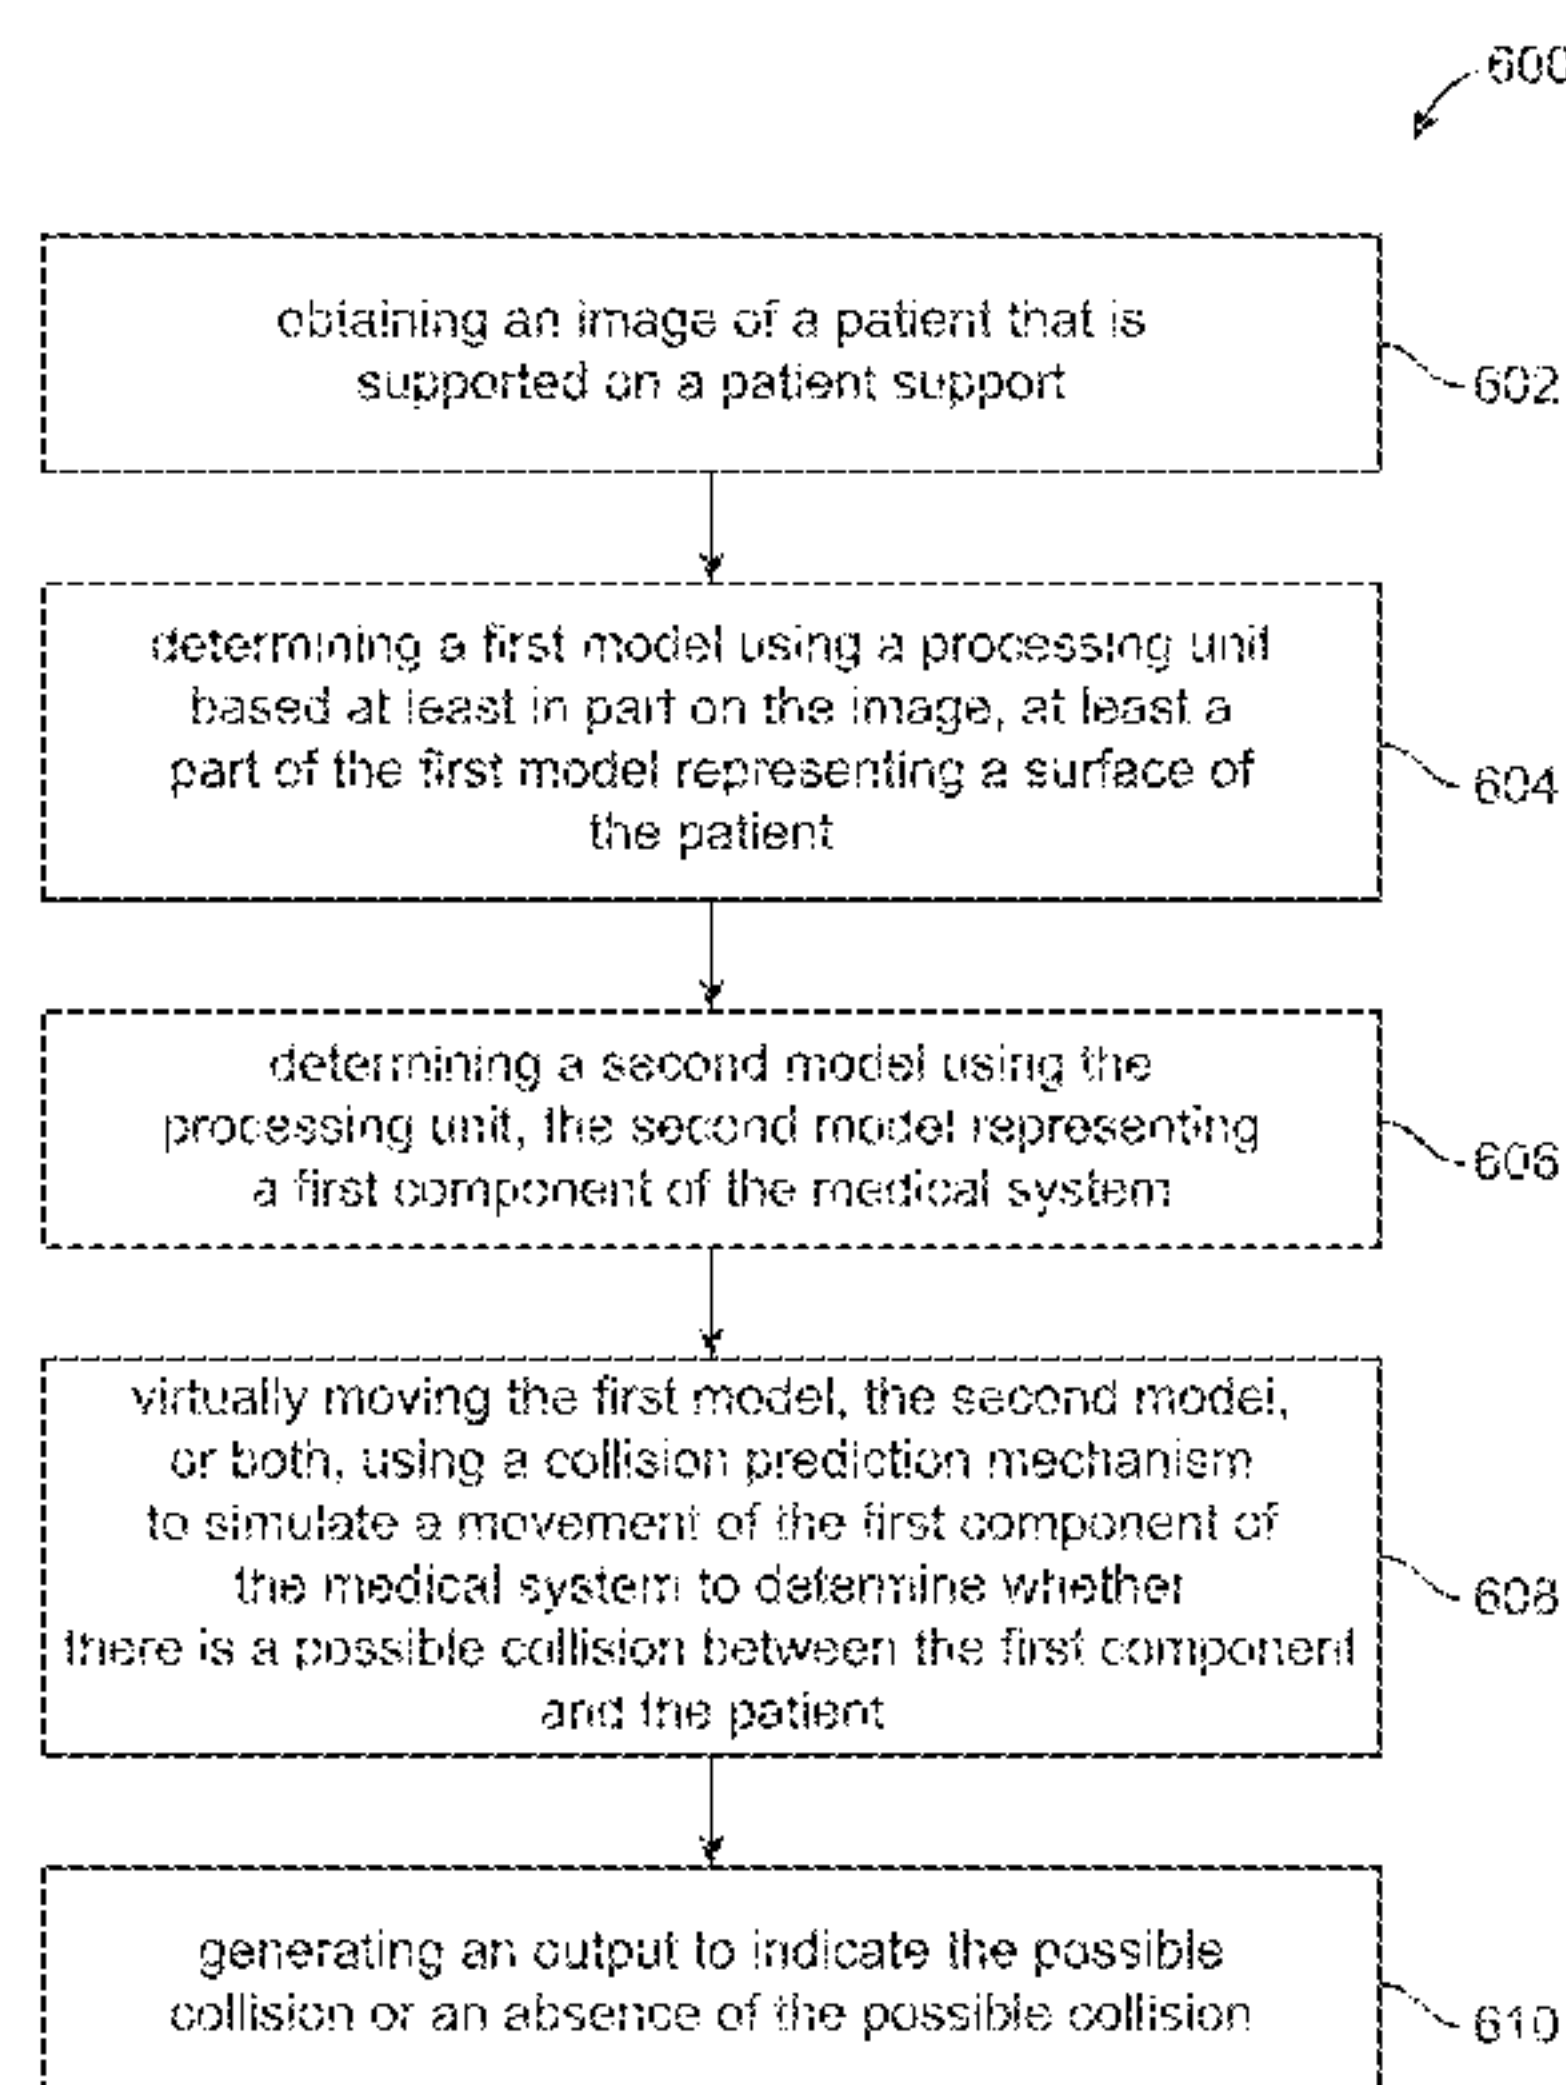 600
obtaining an image of a patient that is
supported on a patient support
602
determining a first model using a processing unit
based at least in part on the image, at least a
part of the first model representing a surface of
the patient
604
determining a second model using the
processing unit, the second model representing
a first component of the medical system
606
virtually moving the first model, the second model,
or both, using a collision prediction mechanism
to simulate a movement of the first component of
the medical system to determine whether
there is a possible collision between the first component
and the patient
608
generating an output to indicate the possible
collision or an absence of the possible collision
610